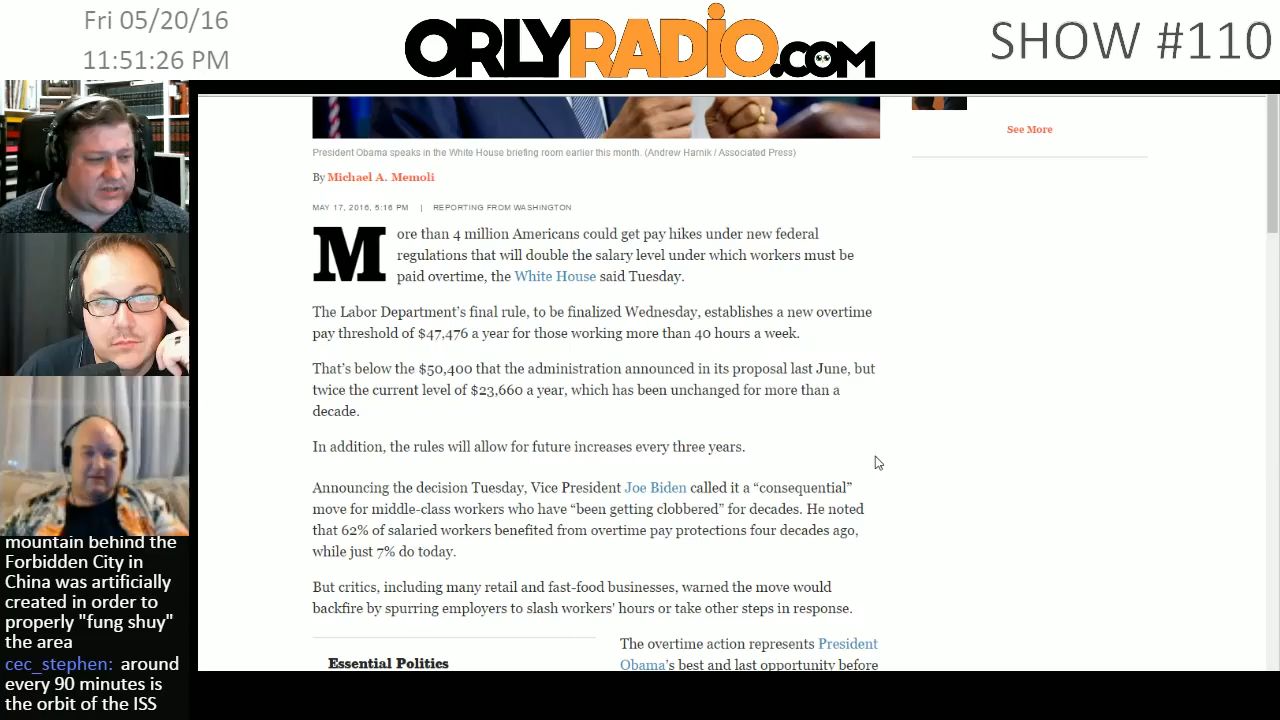 Fri 05/20/16
11:51:26 PM
ORLYRADIO.COM
SHOW #110
See More
President Obama speaks in the White House briefing room earlier this month. (Andrew Harnik / Associated Press)
By Michael A. Memoli
MAY 17, 2016, 5:16 PM | REPORTING FROM WASHINGTON
More than 4 million Americans could get pay hikes under new federal
regulations that will double the salary level under which workers must be
paid overtime, the White House said Tuesday.
The Labor Department's final rule, to be finalized Wednesday, establishes a new overtime
pay threshold of $47,476 a year for those working more than 40 hours a week.
That's below the $50,400 that the administration announced in its proposal last June, but
twice the current level of $23,660 a year, which has been unchanged for more than a
decade.
In addition, the rules will allow for future increases every three years.
Announcing the decision Tuesday, Vice President Joe Biden called it a “consequential”
move for middle-class workers who have “been getting clobbered” for decades. He noted
that 62% of salaried workers benefited from overtime pay protections four decades ago,
while just 7% do today.
But critics, including many retail and fast-food businesses, warned the move would
backfire by spurring employers to slash workers' hours or take other steps in response.
Essential Politics
The overtime action represents President
Obama's best and last opportunity before
mountain behind the
Forbidden City in
China was artificially
created in order to
properly "fung shuy"
the area
cec_stephen: around
every 90 minutes is
the orbit of the ISS